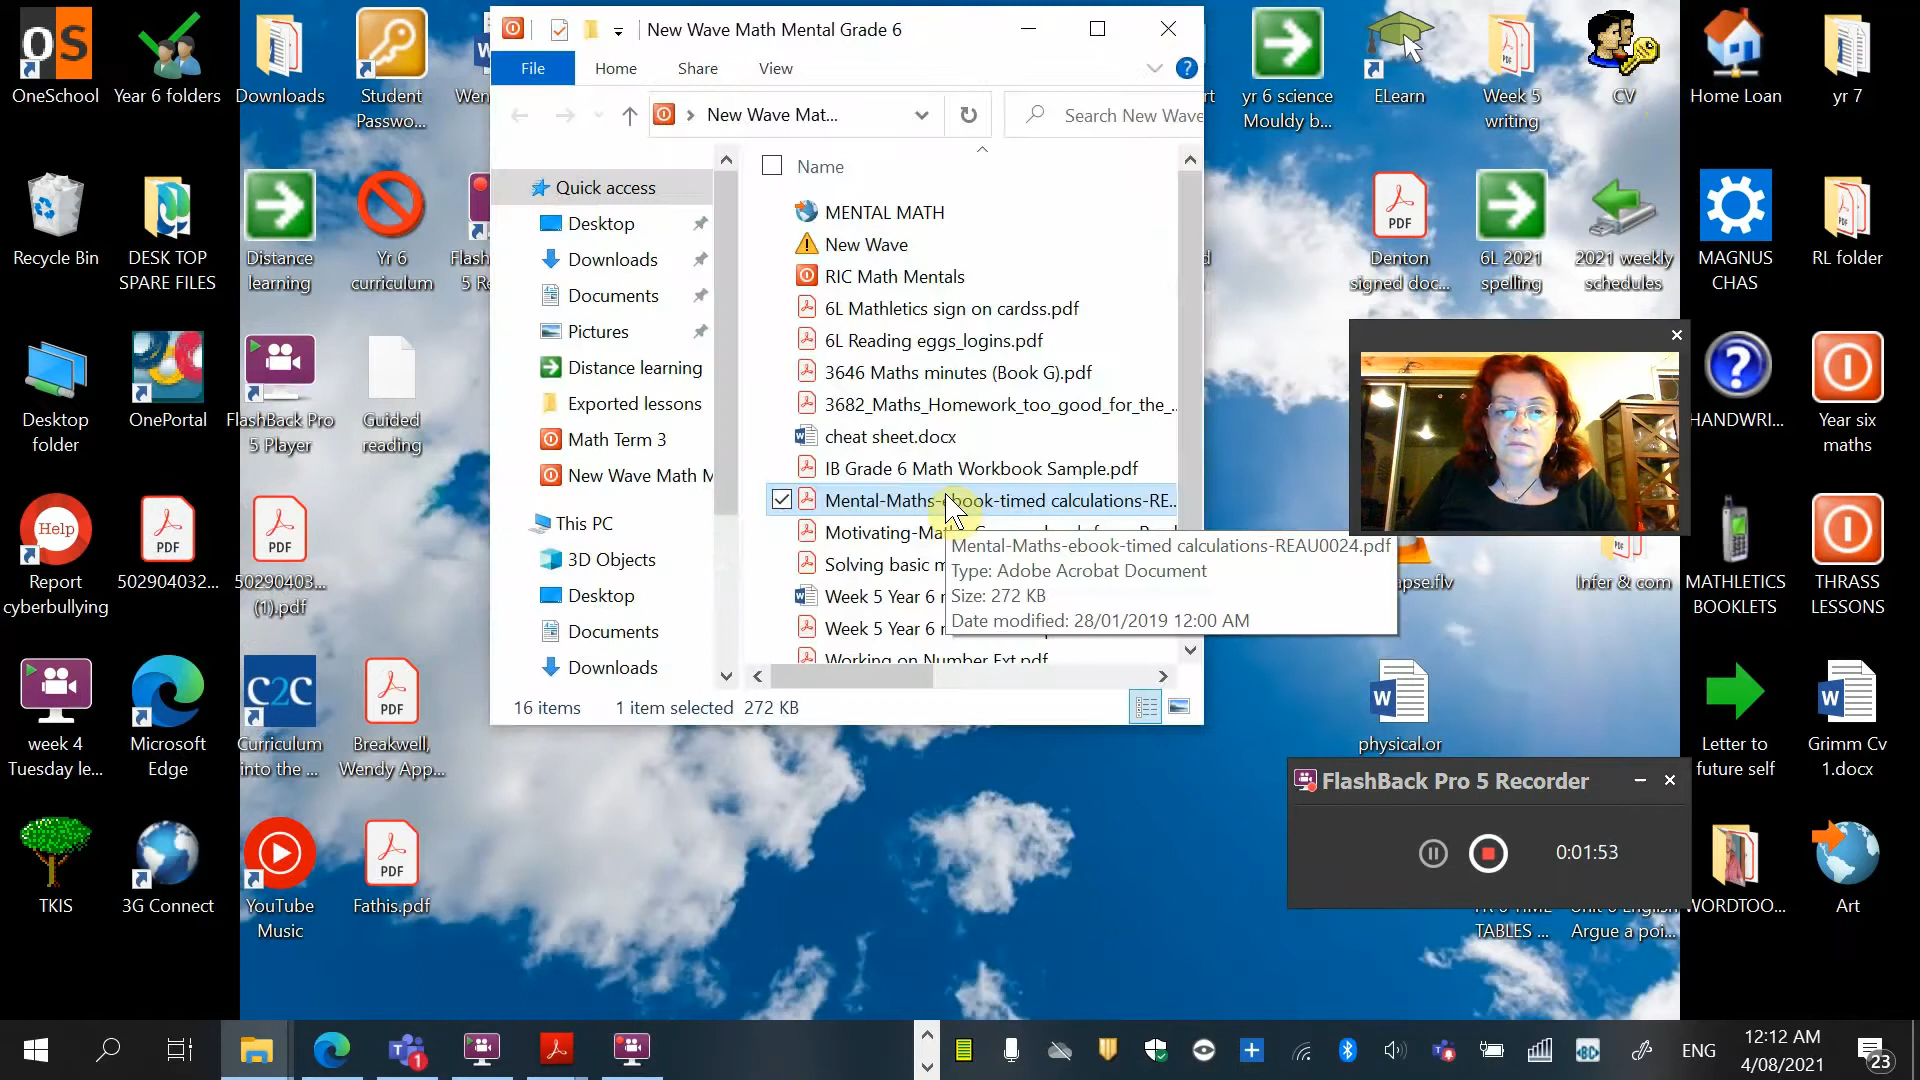 OneSchool
Year 6 folders
Downloads
Student
Passwo...
yr 6 science
Mouldy b...
ELearn
Week 5
writing
CV
Home Loan
yr 7
Recycle Bin
DESK TOP
SPARE FILES
Distance
learning
Yr 6
curriculum
Denton
signed doc...
6L 2021
spelling
2021 weekly
schedules
MAGNUS
CHAS
RL folder
Desktop
folder
OnePortal
FlashBack Pro
5 Player
Guided
reading
HANDWRI...
Year six
maths
Help
Report
cyberbullying
PDF
502904032...
PDF
50290403...
(1).pdf
Infer & com
MATHLETICS
BOOKLETS
THRASS
LESSONS
week 4
Tuesday le...
Microsoft
Edge
C2C
Curriculum
into the ...
PDF
Breakwell,
Wendy App...
physical.or
Letter to
future self
Grimm Cv
1.docx
TKIS
3G Connect
YouTube
Music
PDF
Fathis.pdf
TABLES ...
Argue a poi...
WORDTOO...
Art
New Wave Math Mental Grade 6
File
Home
Share
View
New Wave Mat...
Search New Wave
Quick access
Desktop
Downloads
Documents
Pictures
Distance learning
Exported lessons
Math Term 3
New Wave Math M
This PC
3D Objects
Desktop
Documents
Downloads
Name
MENTAL MATH
New Wave
RIC Math Mentals
6L Mathletics sign on cardss.pdf
6L Reading eggs_logins.pdf
3646 Maths minutes (Book G).pdf
3682_Maths_Homework_too_good_for_the_...
cheat sheet.docx
IB Grade 6 Math Workbook Sample.pdf
Mental-Maths-ebook-timed calculations-RE...
Motivating-Ma
Solving basic m
Week 5 Year 6 r
Week 5 Year 6 r
Working on Number Ext.pdf
Mental-Maths-ebook-timed calculations-REAU0024.pdf
Type: Adobe Acrobat Document
Size: 272 KB
Date modified: 28/01/2019 12:00 AM
16 items
1 item selected 272 KB
FlashBack Pro 5 Recorder
0:01:53
ENG
12:12 AM
4/08/2021
23